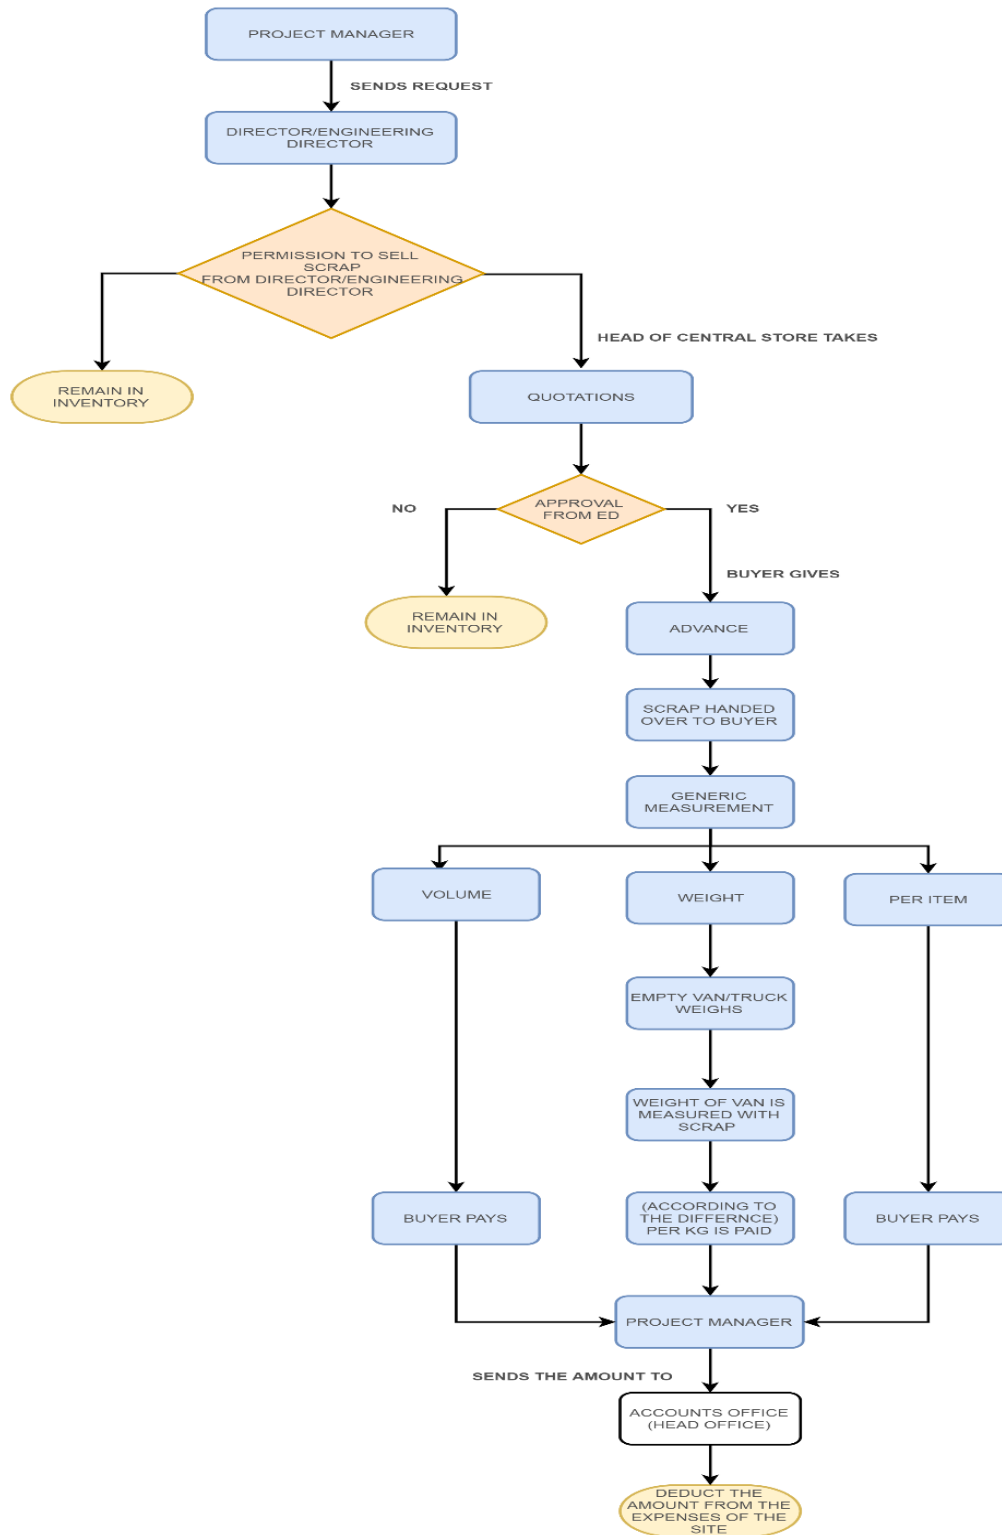 PROJECT MANAGER
SENDS REQUEST
DIRECTOR/ENGINEERING
DIRECTOR
PERMISSION TO SELL
SCRAP
FROM DIRECTOR/ENGINEERING
DIRECTOR
HEAD OF CENTRAL STORE TAKES
REMAIN IN
INVENTORY
QUOTATIONS
NO
APPROVAL
FROM ED
YES
BUYER GIVES
REMAIN IN
INVENTORY
ADVANCE
SCRAP HANDED
OVER TO BUYER
GENERIC
MEASUREMENT
VOLUME
WEIGHT
PER ITEM
EMPTY VAN/TRUCK
WEIGHS
WEIGHT OF VAN IS
MEASURED WITH
SCRAP
BUYER PAYS
(ACCORDING TO
THE DIFFERNCE)
PER KG IS PAID
BUYER PAYS
PROJECT MANAGER
SENDS THE AMOUNT TO
ACCOUNTS OFFICE
(HEAD OFFICE)
DEDUCT THE
AMOUNT FROM THE
EXPENSES OF THE
SITE